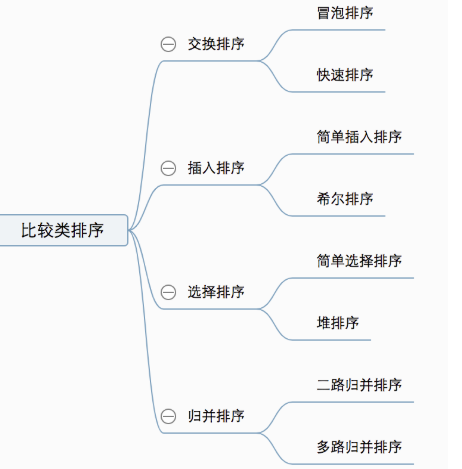 比较类排序
交换排序
冒泡排序
快速排序
插入排序
简单插入排序
希尔排序
选择排序
简单选择排序
堆排序
归并排序
二路归并排序
多路归并排序